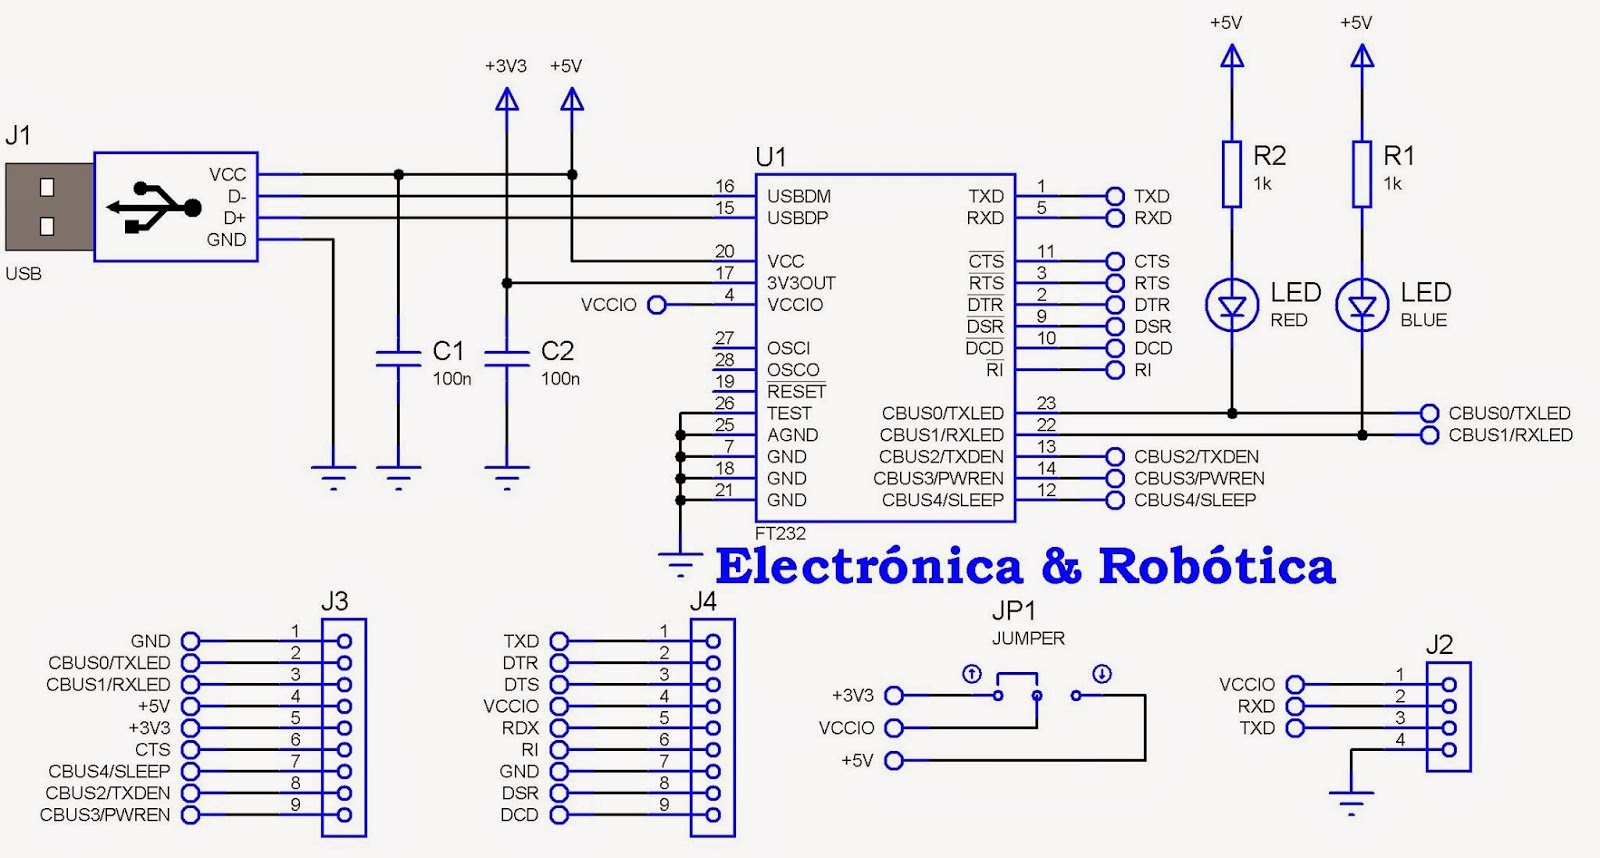 +5V
+5V
+3V3
+5V
J1
VCC
D-
D+
GND
USB
C1
100n
C2
100n
U1
16 USBDM
15 USBDP
20 VCC
17 3V3OUT
VCCIO 4 VCCIO
27 OSCI
28 OSCO
19 RESET
26 TEST
25 AGND
7 GND
18 GND
21 GND
FT232
TXD 1 TXD
RXD 5 RXD
CTS 11 CTS
RTS 3 RTS
DTR 2 DTR
DSR 9 DSR
DCD 10 DCD
RI RI
CBUS0/TXLED 23 CBUS0/TXLED
CBUS1/RXLED 22 CBUS1/RXLED
CBUS2/TXDEN 13 CBUS2/TXDEN
CBUS3/PWREN 14 CBUS3/PWREN
CBUS4/SLEEP 12 CBUS4/SLEEP
R2
1k
R1
1k
LED
RED
LED
BLUE
Electrónica & Robótica
J3
GND 1
CBUS0/TXLED 2
CBUS1/RXLED 3
+5V 4
+3V3 5
CTS 6
CBUS4/SLEEP 7
CBUS2/TXDEN 8
CBUS3/PWREN 9
J4
TXD 1
DTR 2
DTS 3
VCCIO 4
RDX 5
RI 6
GND 7
DSR 8
DCD 9
JP1
JUMPER
+3V3
VCCIO
+5V
J2
VCCIO 1
RXD 2
TXD 3
4